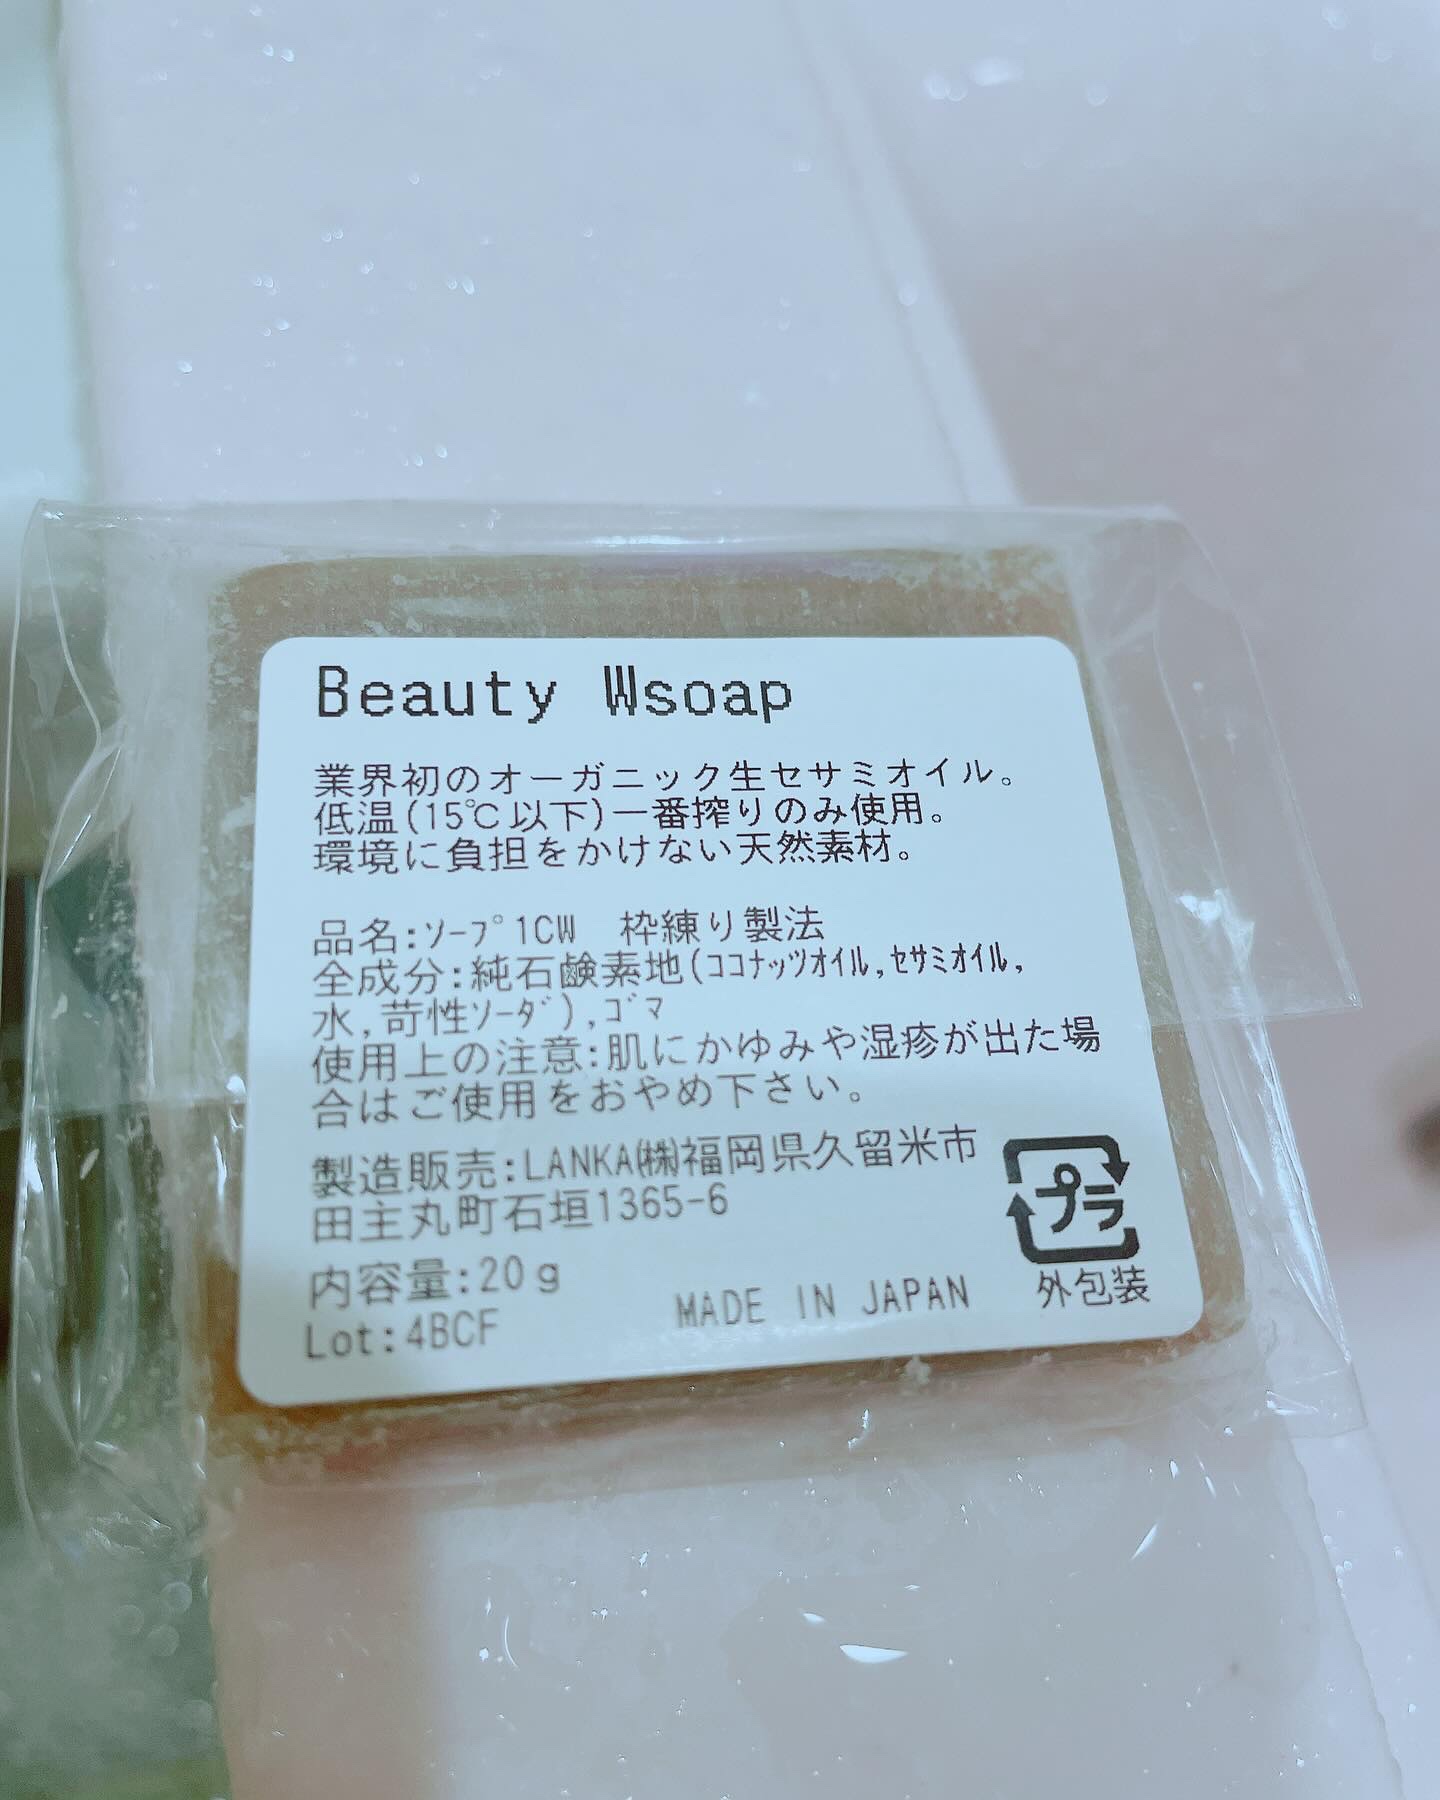 Beauty Wsoap
業界初のオーガニック生セサミオイル。
低温(15℃以下)一番搾りのみ使用。
環境に負担をかけない天然素材。
品名:ｿｰﾌﾟ1CW　枠練り製法
全成分:純石鹸素地(ｺｺﾅｯﾂｵｲﾙ,ｾｻﾐｵｲﾙ,
水,苛性ｿｰﾀﾞ),ｺﾞﾏ
使用上の注意:肌にかゆみや湿疹が出た場
合はご使用をおやめ下さい。
製造販売:LANKA㈱福岡県久留米市
田主丸町石垣1365-6
プラ
内容量:20g
外包装
Lot:4BCF
MADE IN JAPAN